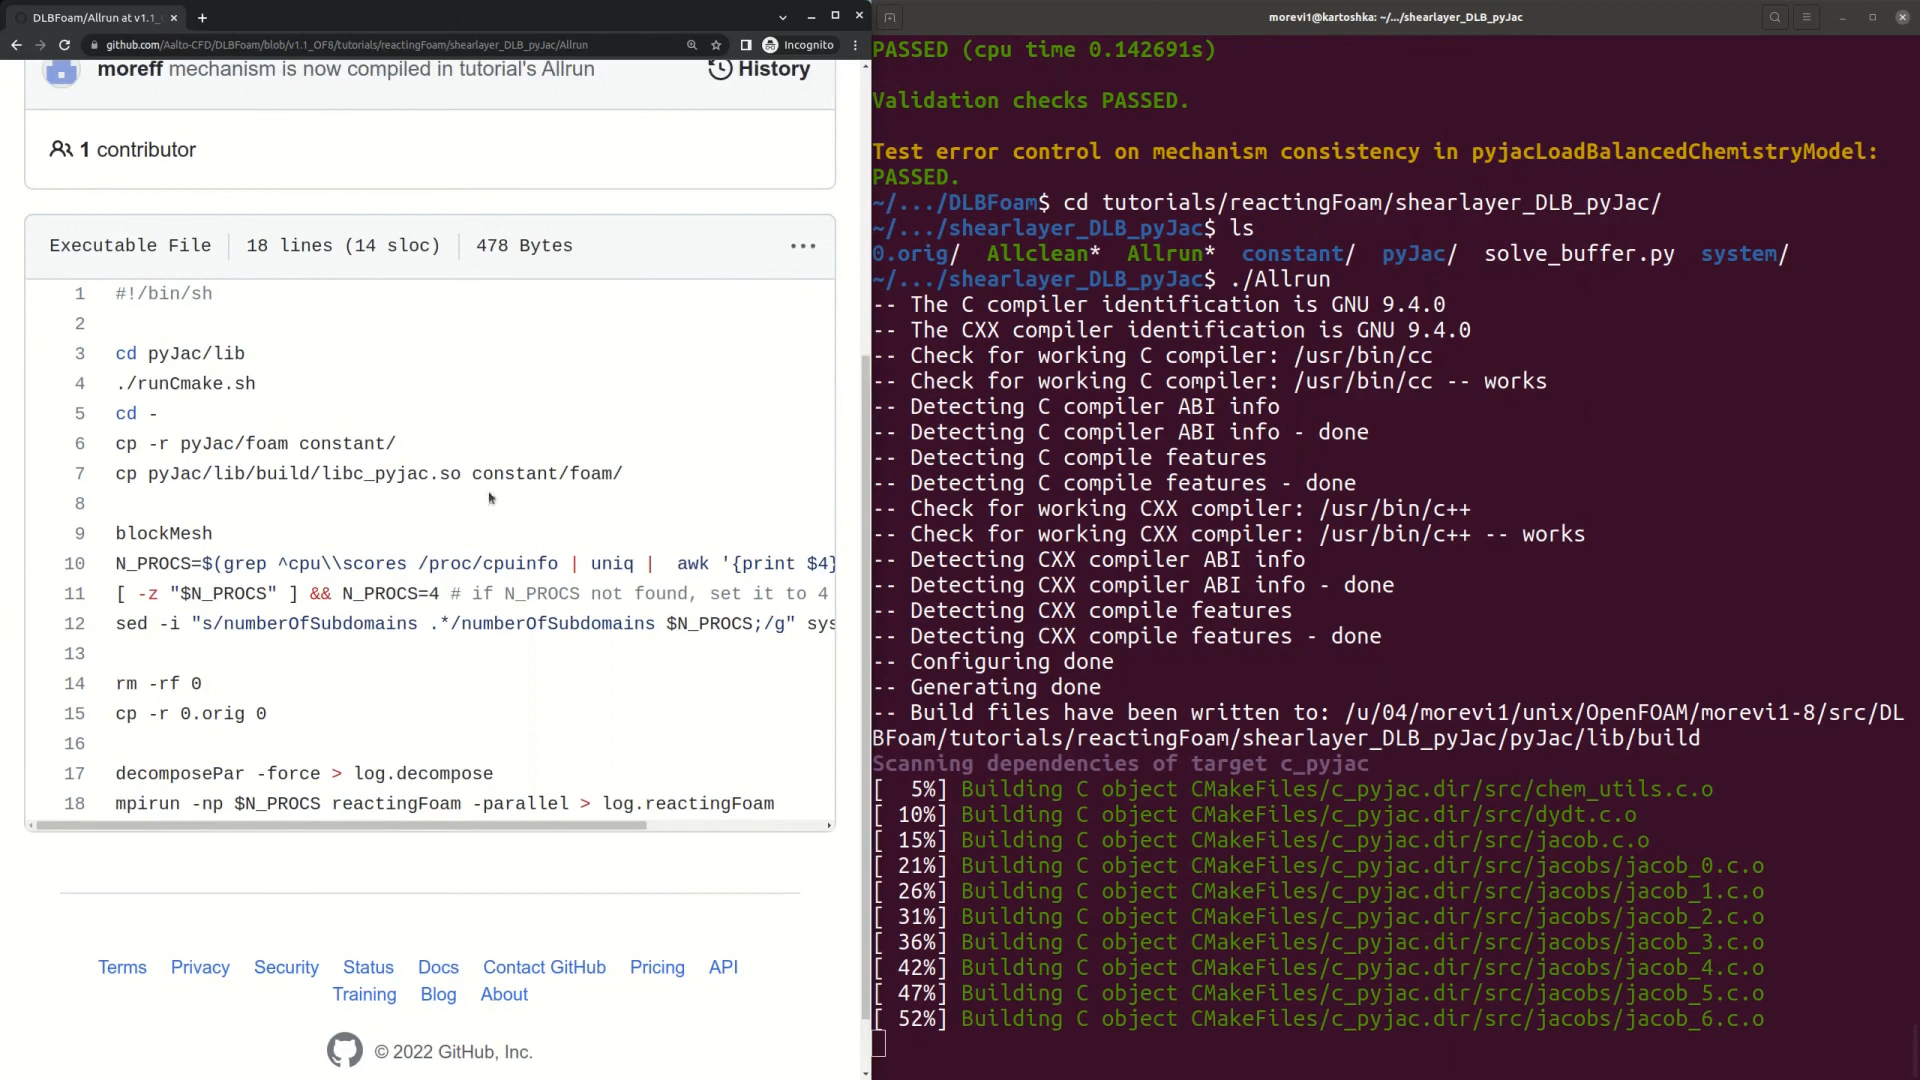 DLBFoam/Allrun at v1.1_
github.com/Aalto-CFD/DLBFoam/blob/v1.1_OF8/tutorials/reactingFoam/shearlayer_DLB_pyJac/Allrun
Incognito
moreff mechanism is now compiled in tutorial's Allrun
History
1 contributor
Executable File
18 lines (14 sloc)
478 Bytes
1 #!/bin/sh
2
3 cd pyJac/lib
4 ./runCmake.sh
5 cd -
6 cp -r pyJac/foam constant/
7 cp pyJac/lib/build/libc_pyjac.so constant/foam/
8
9 blockMesh
10 N_PROCS=$(grep ^cpu\\scores /proc/cpuinfo | uniq |  awk '{print $4}
11 [ -z "$N_PROCS" ] && N_PROCS=4 # if N_PROCS not found, set it to 4
12 sed -i "s/numberOfSubdomains .*/numberOfSubdomains $N_PROCS;/g" sys
13
14 rm -rf 0
15 cp -r 0.orig 0
16
17 decomposePar -force > log.decompose
18 mpirun -np $N_PROCS reactingFoam -parallel > log.reactingFoam
Terms Privacy Security Status Docs Contact GitHub Pricing API
Training Blog About
© 2022 GitHub, Inc.
morevi1@kartoshka: ~/.../shearlayer_DLB_pyJac
PASSED (cpu time 0.142691s)
Validation checks PASSED.
Test error control on mechanism consistency in pyjacLoadBalancedChemistryModel:
PASSED.
~/.../DLBFoam$ cd tutorials/reactingFoam/shearlayer_DLB_pyJac/
~/.../shearlayer_DLB_pyJac$ ls
0.orig/  Allclean*  Allrun*  constant/  pyJac/  solve_buffer.py  system/
~/.../shearlayer_DLB_pyJac$ ./Allrun
-- The C compiler identification is GNU 9.4.0
-- The CXX compiler identification is GNU 9.4.0
-- Check for working C compiler: /usr/bin/cc
-- Check for working C compiler: /usr/bin/cc -- works
-- Detecting C compiler ABI info
-- Detecting C compiler ABI info - done
-- Detecting C compile features
-- Detecting C compile features - done
-- Check for working CXX compiler: /usr/bin/c++
-- Check for working CXX compiler: /usr/bin/c++ -- works
-- Detecting CXX compiler ABI info
-- Detecting CXX compiler ABI info - done
-- Detecting CXX compile features
-- Detecting CXX compile features - done
-- Configuring done
-- Generating done
-- Build files have been written to: /u/04/morevi1/unix/OpenFOAM/morevi1-8/src/DL
BFoam/tutorials/reactingFoam/shearlayer_DLB_pyJac/pyJac/lib/build
Scanning dependencies of target c_pyjac
[  5%] Building C object CMakeFiles/c_pyjac.dir/src/chem_utils.c.o
[ 10%] Building C object CMakeFiles/c_pyjac.dir/src/dydt.c.o
[ 15%] Building C object CMakeFiles/c_pyjac.dir/src/jacob.c.o
[ 21%] Building C object CMakeFiles/c_pyjac.dir/src/jacobs/jacob_0.c.o
[ 26%] Building C object CMakeFiles/c_pyjac.dir/src/jacobs/jacob_1.c.o
[ 31%] Building C object CMakeFiles/c_pyjac.dir/src/jacobs/jacob_2.c.o
[ 36%] Building C object CMakeFiles/c_pyjac.dir/src/jacobs/jacob_3.c.o
[ 42%] Building C object CMakeFiles/c_pyjac.dir/src/jacobs/jacob_4.c.o
[ 47%] Building C object CMakeFiles/c_pyjac.dir/src/jacobs/jacob_5.c.o
[ 52%] Building C object CMakeFiles/c_pyjac.dir/src/jacobs/jacob_6.c.o